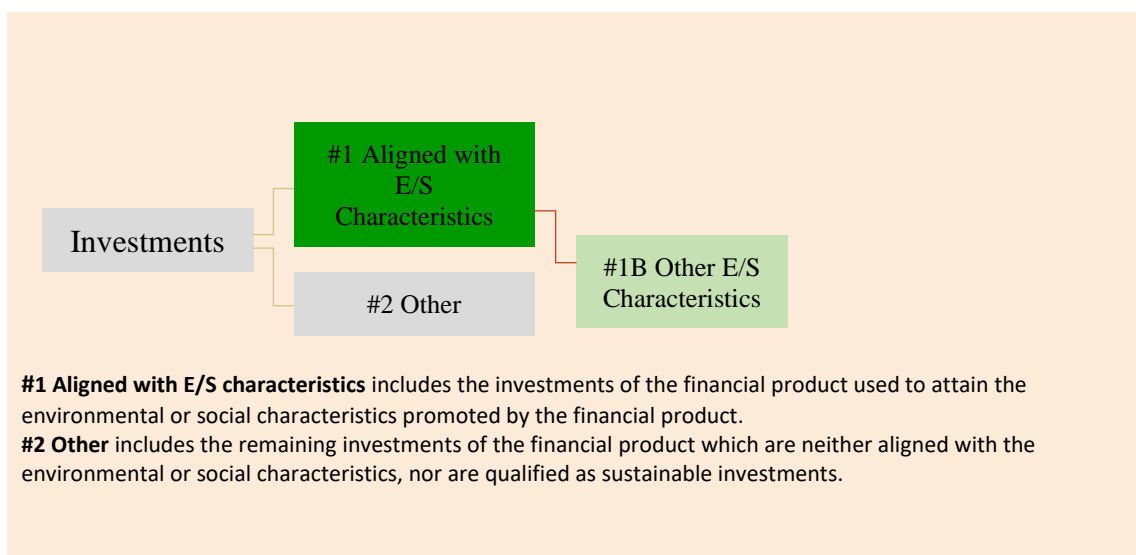 #1 Aligned with
E/S
Characteristics
Investments
#1B Other E/S
Characteristics
#2 Other
#1 Aligned with E/S characteristics includes the investments of the financial product used to attain the
environmental or social characteristics promoted by the financial product.
#2 Other includes the remaining investments of the financial product which are neither aligned with the
environmental or social characteristics, nor are qualified as sustainable investments.